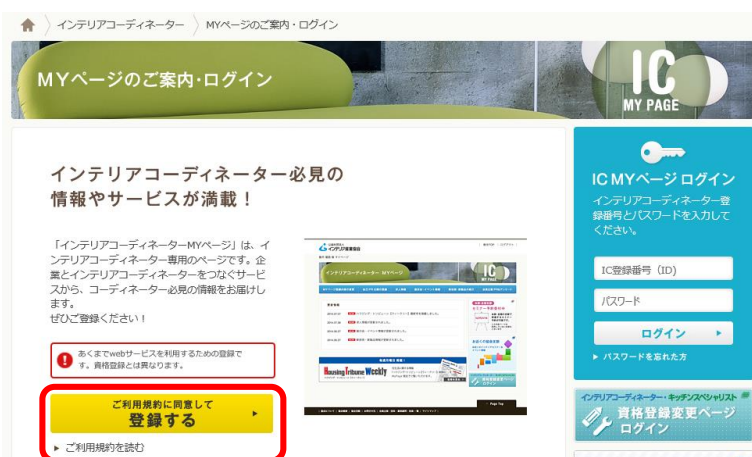 インテリアコーディネーター
MYページのご案内・ログイン
MYページのご案内・ログイン
IC
MY PAGE
インテリアコーディネーター必見の
情報やサービスが満載！
「インテリアコーディネーターMYページ」は、イ
ンテリアコーディネーター専用のページです。企
業とインテリアコーディネーターをつなぐサービ
スから、コーディネーター必見の情報をお届けし
ます。
ぜひご登録ください！
あくまでwebサービスを利用するための登録で
す。資格登録とは異なります。
ご利用規約に同意して
登録する
ご利用規約を読む
インテリアコーディネーター MYページ
IC
Housing Tribune Weekly
Page Top
IC MYページ ログイン
インテリアコーディネーター登
録番号とパスワードを入力して
ください。
IC登録番号（ID）
パスワード
ログイン
パスワードを忘れた方
インテリアコーディネーター・キッチンスペシャリスト
資格登録変更ページ
ログイン